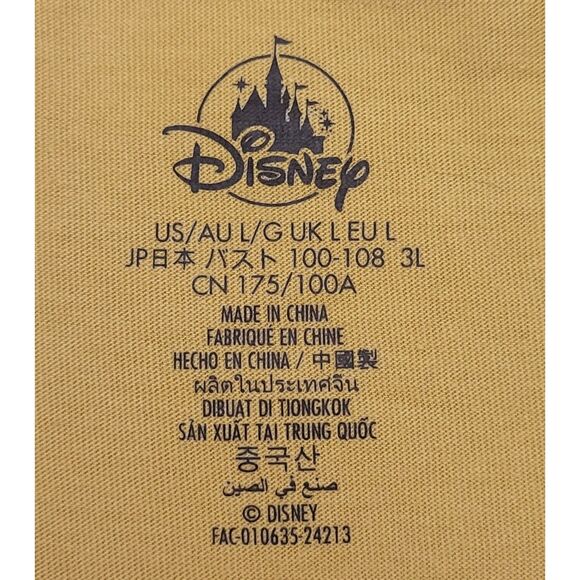 DISNEY
US/AU L/G UK L EU L
JP日本 バスト 100-108 3L
CN 175/100A
MADE IN CHINA
FABRIQUÉ EN CHINE
HECHO EN CHINA / 中國製
ผลิตในประเทศจีน
DIBUAT DI TIONGKOK
SẢN XUẤT TẠI TRUNG QUỐC
중국산
صنع في الصين
© DISNEY
FAC-010635-24213